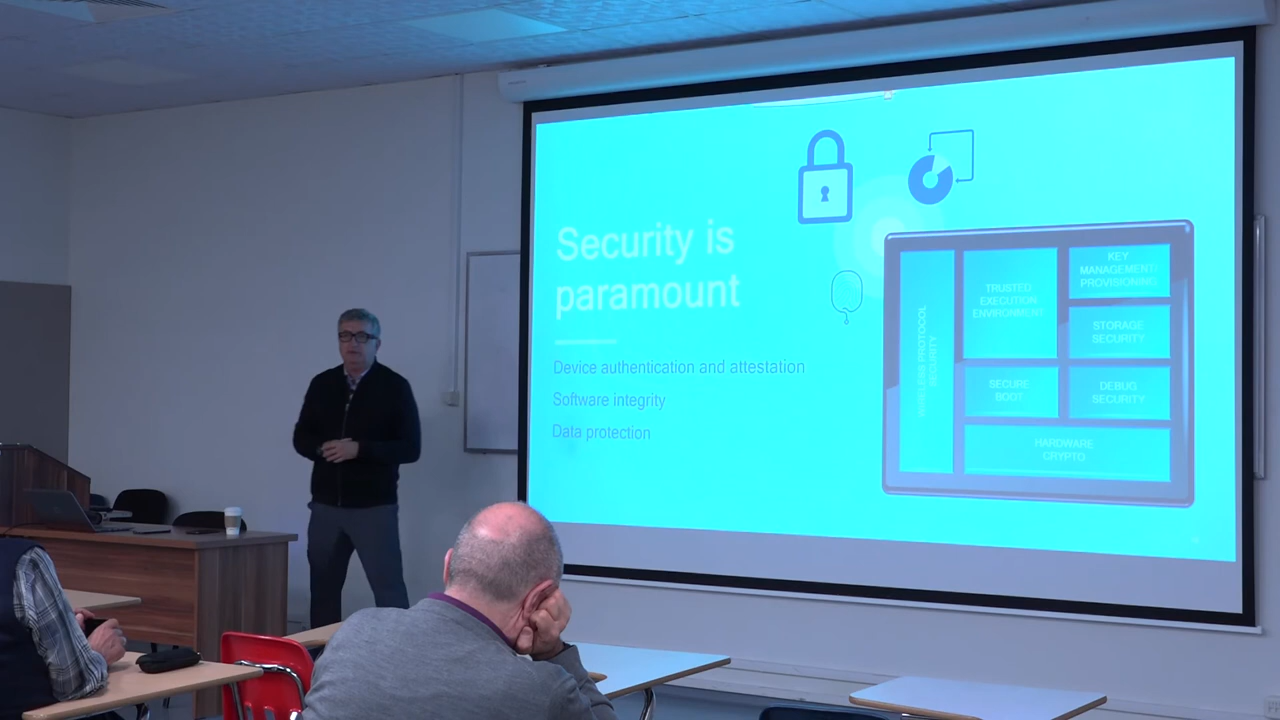 Security is
paramount
Device authentication and attestation
Software integrity
Data protection
WIRELESS PROTOCOL
SECURITY
TRUSTED
EXECUTION
ENVIRONMENT
KEY
MANAGEMENT/
PROVISIONING
STORAGE
SECURITY
SECURE
BOOT
DEBUG
SECURITY
HARDWARE
CRYPTO